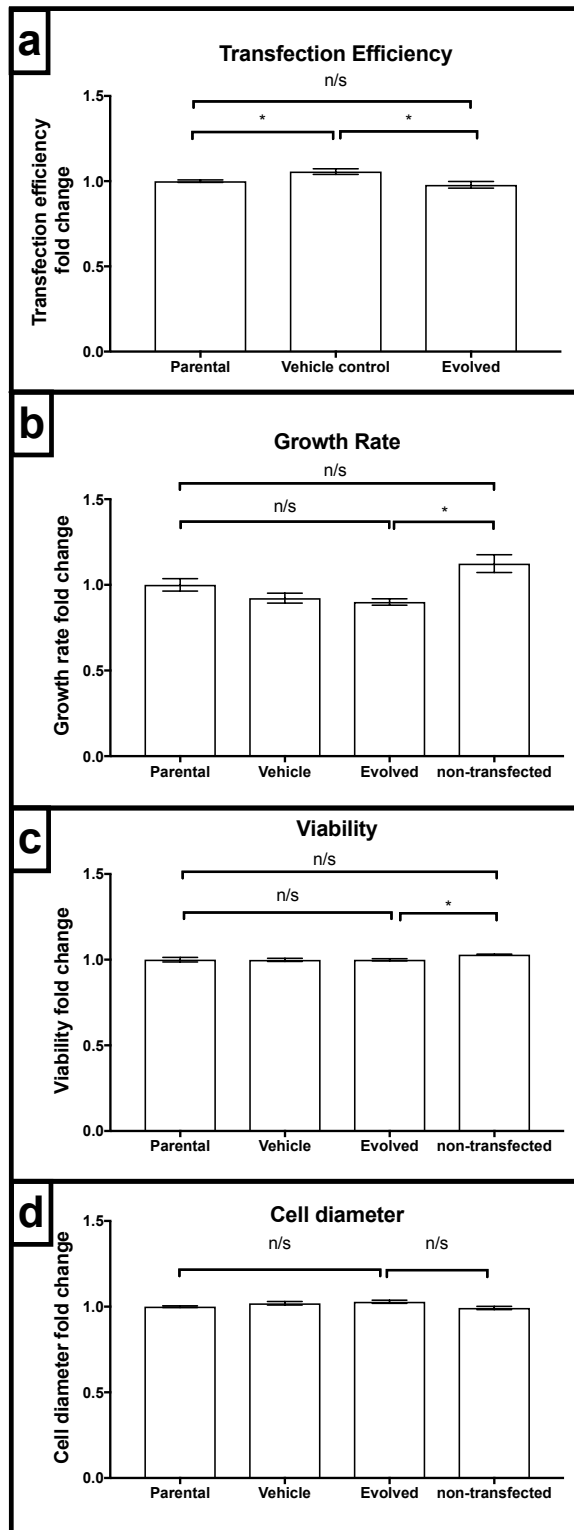 a
Transfection Efficiency
n/s
* *
1.5
1.0
0.5
0.0
Transfection efficiency
fold change
Parental Vehicle control Evolved
b
Growth Rate
n/s
n/s *
1.5
1.0
0.5
0.0
Growth rate fold change
Parental Vehicle Evolved non-transfected
c
Viability
n/s
n/s *
1.5
1.0
0.5
0.0
Viability fold change
Parental Vehicle Evolved non-transfected
d
Cell diameter
n/s n/s
1.5
1.0
0.5
0.0
Cell diameter fold change
Parental Vehicle Evolved non-transfected